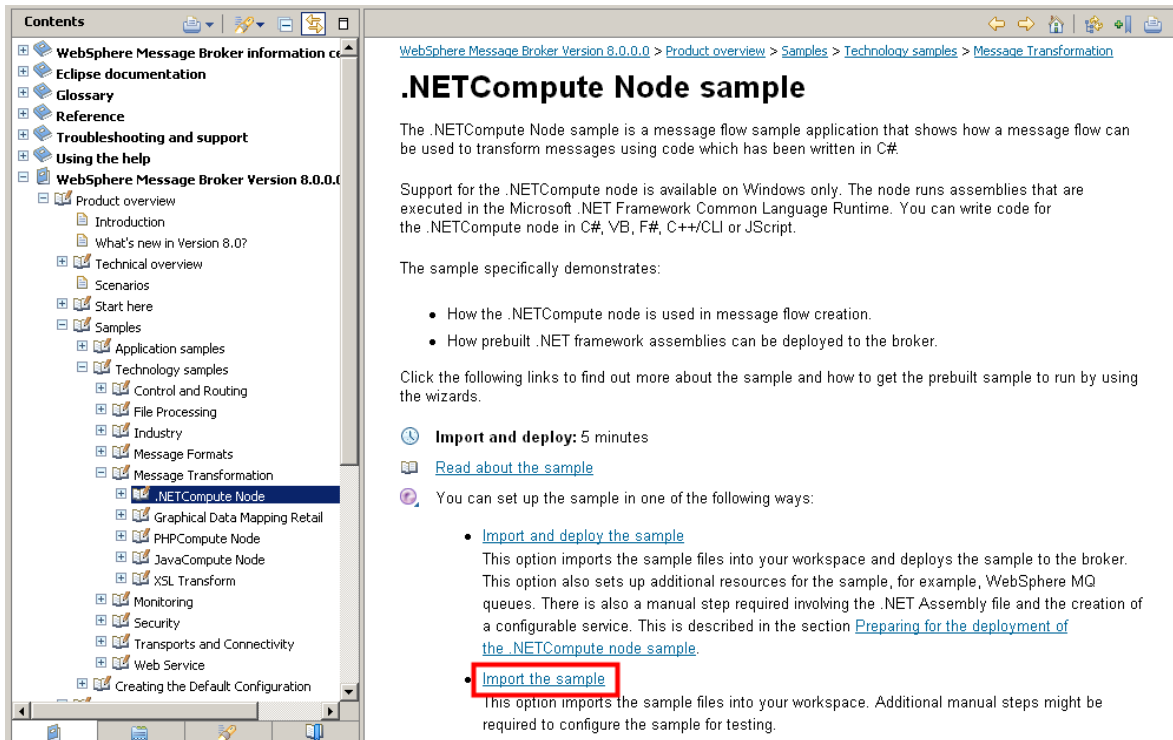 Contents
WebSphere Message Broker information ce
Eclipse documentation
Glossary
Reference
Troubleshooting and support
Using the help
WebSphere Message Broker Version 8.0.0.0
Product overview
Introduction
What's new in Version 8.0?
Technical overview
Scenarios
Start here
Samples
Application samples
Technology samples
Control and Routing
File Processing
Industry
Message Formats
Message Transformation
.NETCompute Node
Graphical Data Mapping Retail
PHPCompute Node
JavaCompute Node
XSL Transform
Monitoring
Security
Transports and Connectivity
Web Service
Creating the Default Configuration
WebSphere Message Broker Version 8.0.0.0 > Product overview > Samples > Technology samples > Message Transformation
.NETCompute Node sample
The .NETCompute Node sample is a message flow sample application that shows how a message flow can
be used to transform messages using code which has been written in C#.
Support for the .NETCompute node is available on Windows only. The node runs assemblies that are
executed in the Microsoft .NET Framework Common Language Runtime. You can write code for
the .NETCompute node in C#, VB, F#, C++/CLI or JScript.
The sample specifically demonstrates:
• How the .NETCompute node is used in message flow creation.
• How prebuilt .NET framework assemblies can be deployed to the broker.
Click the following links to find out more about the sample and how to get the prebuilt sample to run by using
the wizards.
Import and deploy: 5 minutes
Read about the sample
You can set up the sample in one of the following ways:
• Import and deploy the sample
This option imports the sample files into your workspace and deploys the sample to the broker.
This option also sets up additional resources for the sample, for example, WebSphere MQ
queues. There is also a manual step required involving the .NET Assembly file and the creation of
a configurable service. This is described in the section Preparing for the deployment of
the .NETCompute node sample.
• Import the sample
This option imports the sample files into your workspace. Additional manual steps might be
required to configure the sample for testing.